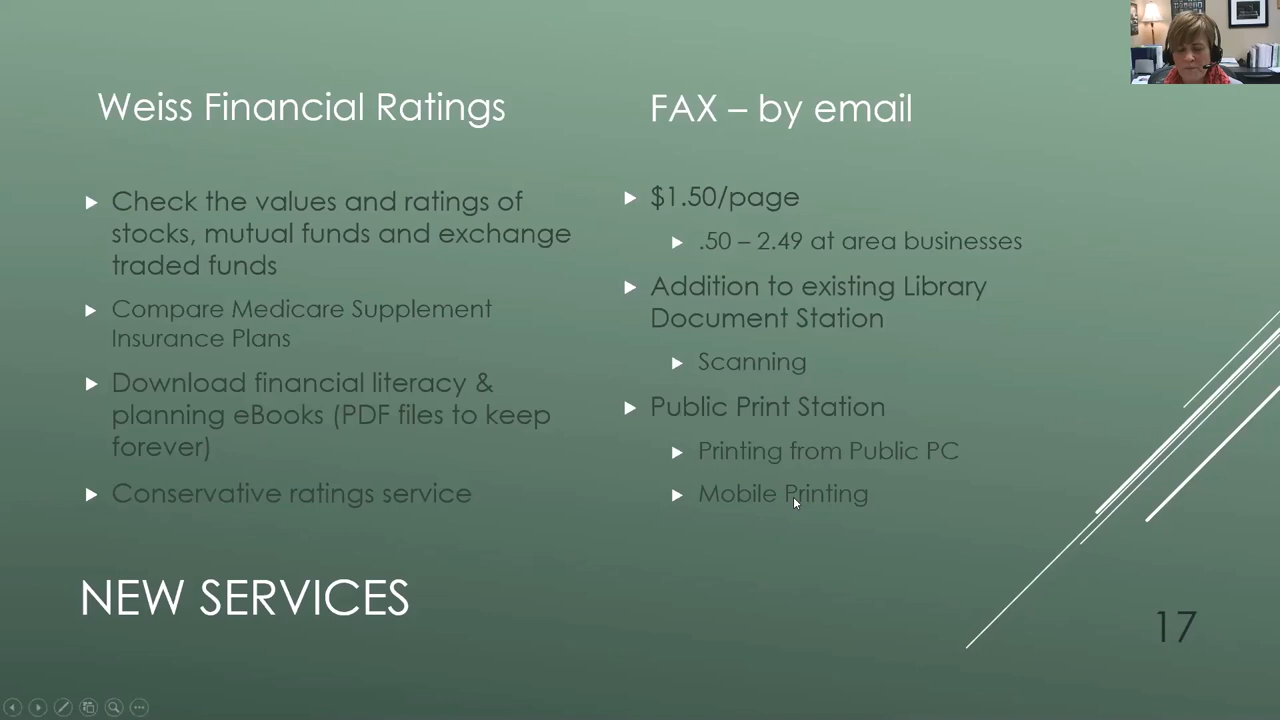 Weiss Financial Ratings
Check the values and ratings of
stocks, mutual funds and exchange
traded funds
Compare Medicare Supplement
Insurance Plans
Download financial literacy &
planning eBooks (PDF files to keep
forever)
Conservative ratings service
FAX – by email
$1.50/page
.50 – 2.49 at area businesses
Addition to existing Library
Document Station
Scanning
Public Print Station
Printing from Public PC
Mobile Printing
NEW SERVICES
17